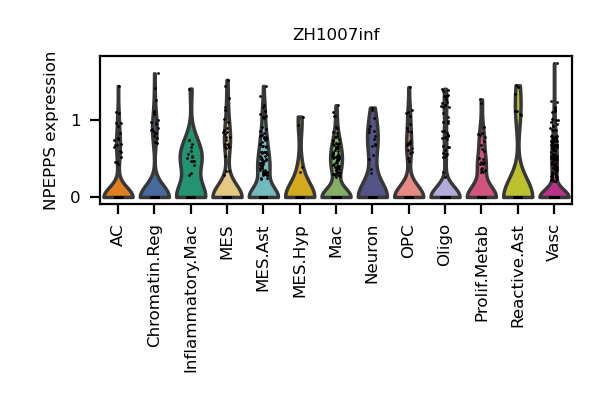 ZH1007inf
NPEPPS expression
1
0
AC
Chromatin.Reg
Inflammatory.Mac
MES
MES.Ast
MES.Hyp
Mac
Neuron
OPC
Oligo
Prolif.Metab
Reactive.Ast
Vasc